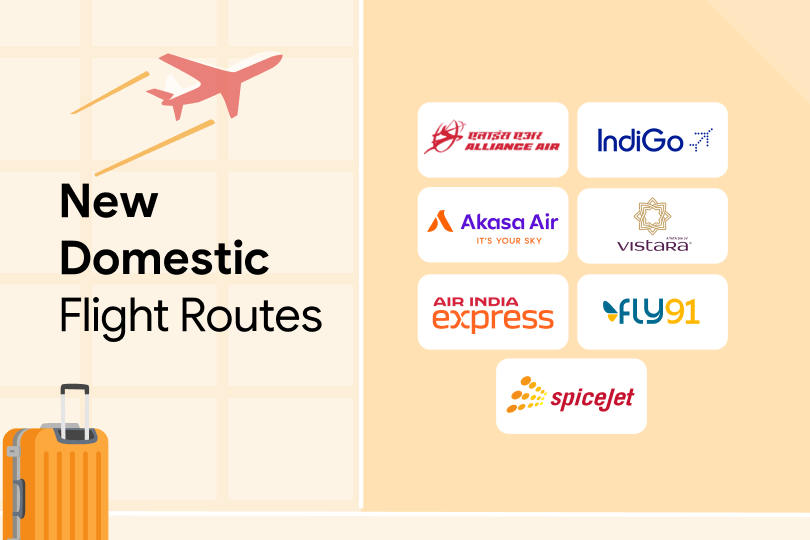 New
Domestic
Flight Routes
एलाइंस एअर
ALLIANCE AIR
IndiGo
Akasa Air
IT'S YOUR SKY
VISTARA
AIR INDIA
express
FLY91
spiceJet